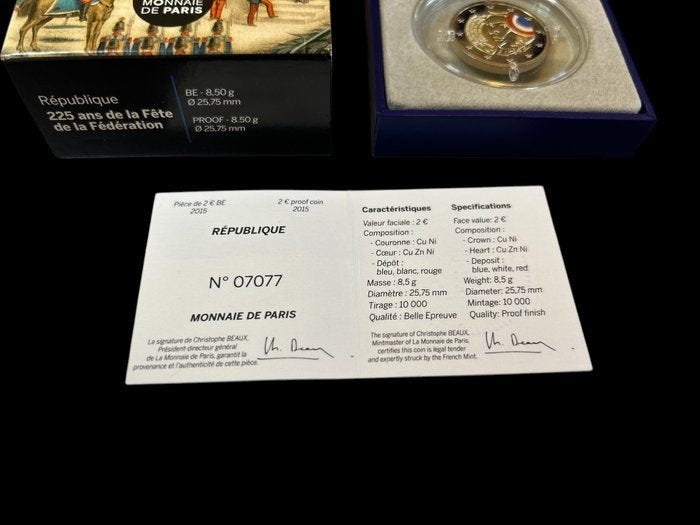 MONNAIE
DE PARIS
République
225 ans de la Fête
de la Fédération
BE - 8,50 g
Ø 25,75 mm
PROOF - 8.50 g
Ø 25.75 mm
Pièce de 2 € BE
2015
2 € proof coin
2015
RÉPUBLIQUE
N° 07077
MONNAIE DE PARIS
La signature de Christophe BEAUX,
Président-directeur général
de La Monnaie de Paris, garantit la
provenance et l'authenticité de cette pièce.
Caractéristiques
Valeur faciale : 2 €
Composition :
- Couronne : Cu Ni
- Cœur : Cu Zn Ni
- Dépôt :
bleu, blanc, rouge
Masse : 8,5 g
Diamètre : 25,75 mm
Tirage : 10 000
Qualité : Belle Epreuve
The signature of Christophe BEAUX,
Mintmaster of La Monnaie de Paris,
certifies this coin is legal tender
and expertly struck by the French Mint.
Specifications
Face value: 2 €
Composition :
- Crown : Cu Ni
- Heart : Cu Zn Ni
- Deposit :
blue, white, red
Weight: 8,5 g
Diameter: 25,75 mm
Mintage: 10 000
Quality: Proof finish